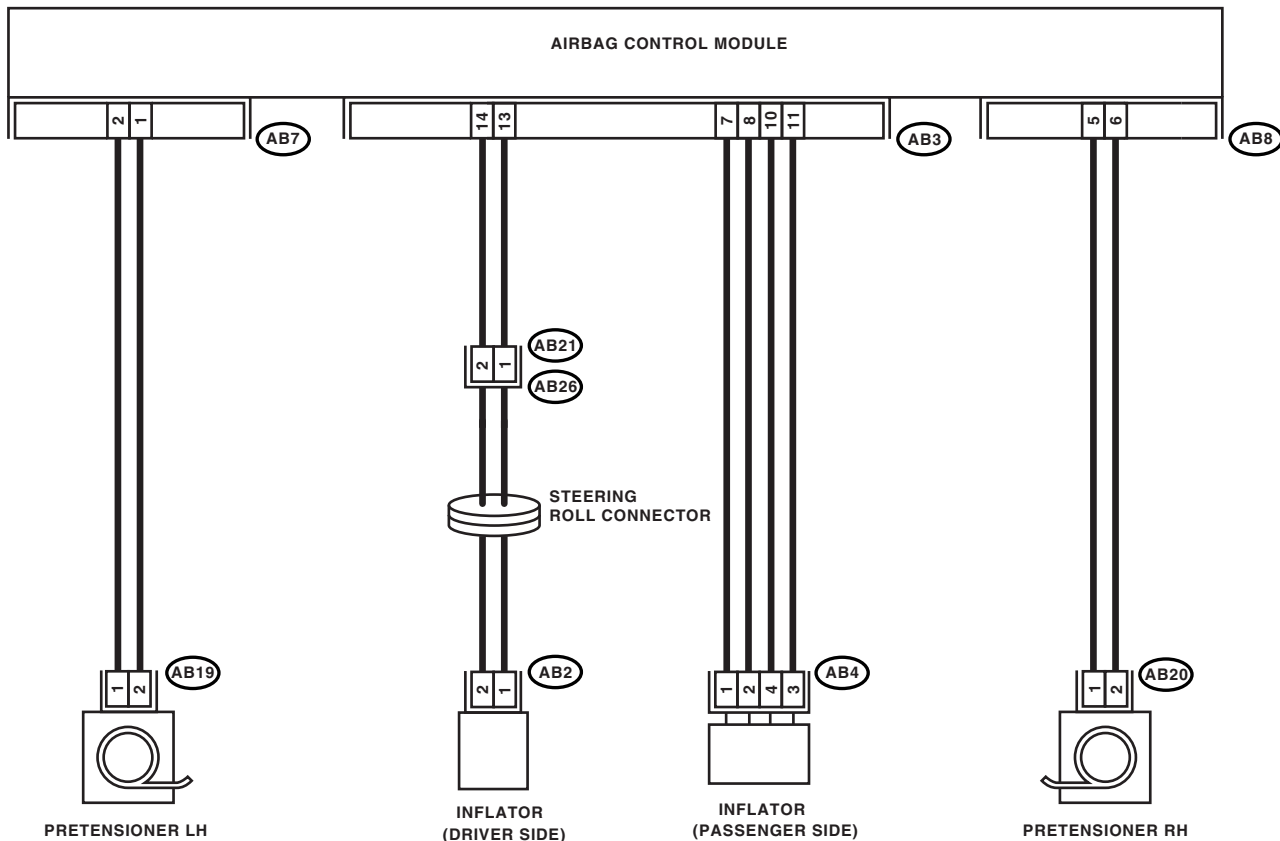 AIRBAG CONTROL MODULE
2 1
AB7
14 13
7 8 10 11
AB3
5 6
AB8
AB21
2 1
AB26
STEERING
ROLL CONNECTOR
1 2
AB19
2 1
AB2
1 2 4 3
AB4
1 2
AB20
PRETENSIONER LH
INFLATOR
(DRIVER SIDE)
INFLATOR
(PASSENGER SIDE)
PRETENSIONER RH